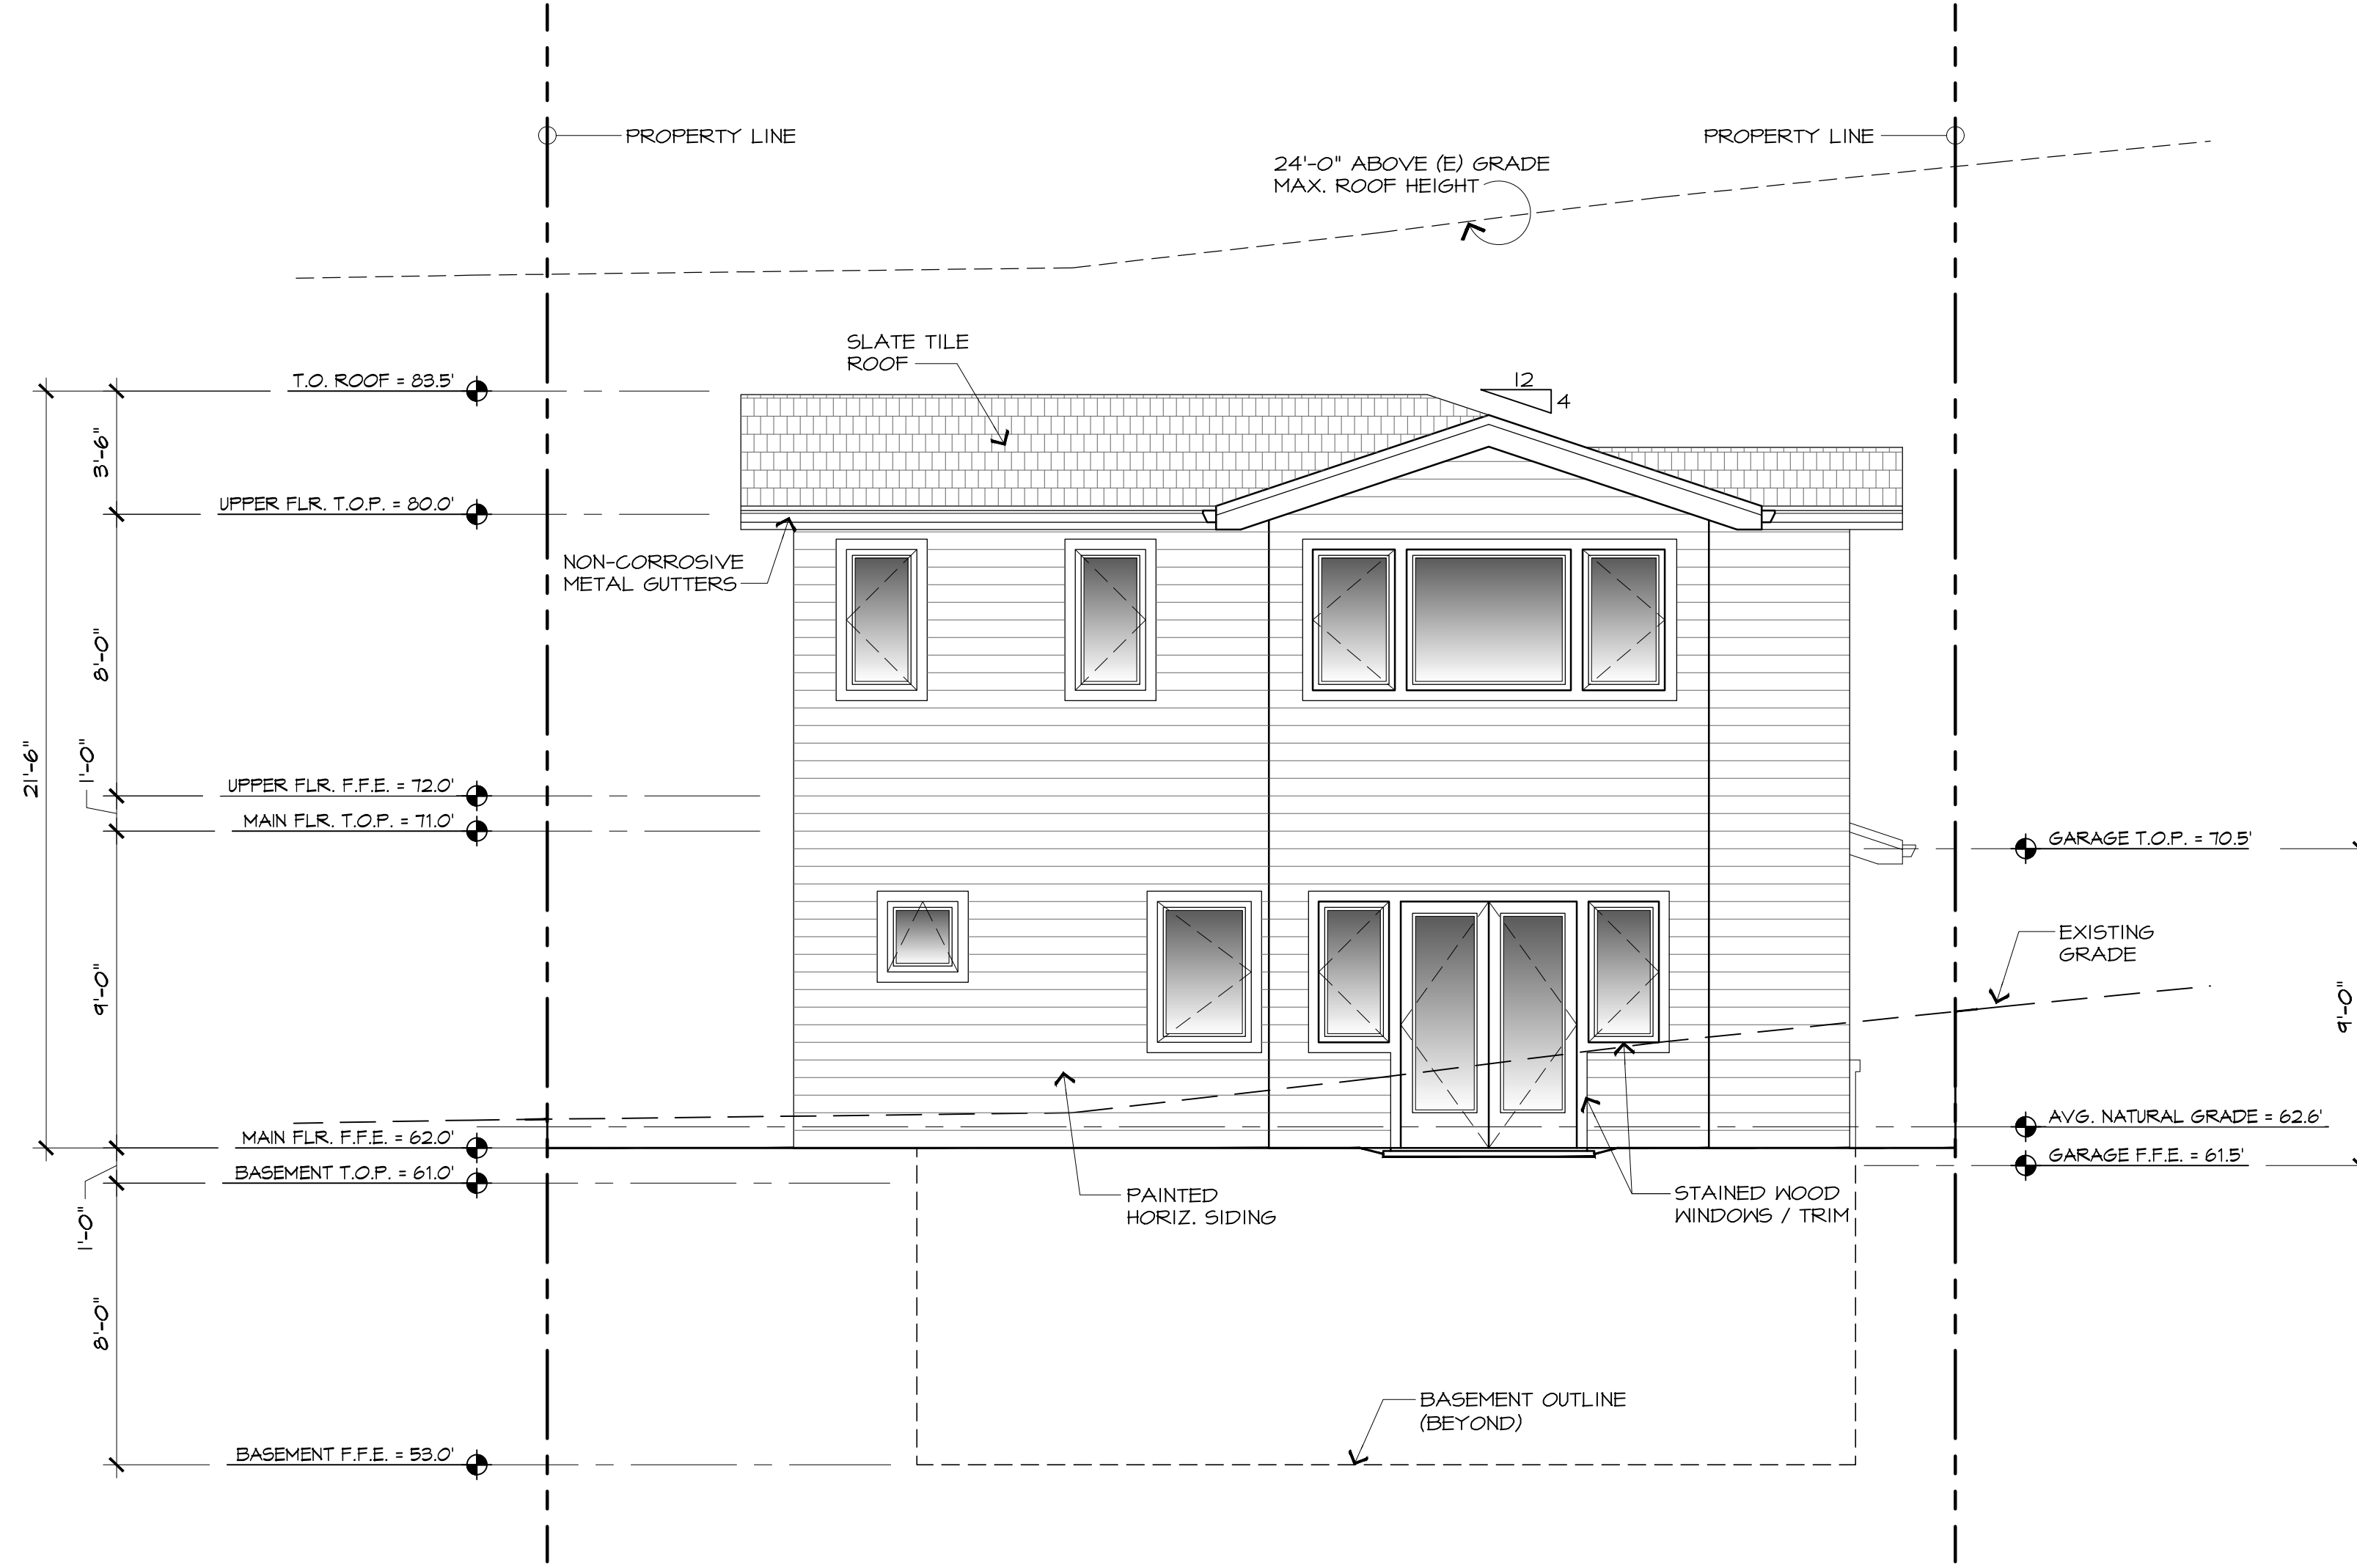 PROPERTY LINE
PROPERTY LINE
24'-0" ABOVE (E) GRADE
MAX. ROOF HEIGHT
SLATE TILE
ROOF
12
4
T.O. ROOF = 83.5'
3'-6"
UPPER FLR. T.O.P. = 80.0'
NON-CORROSIVE
METAL GUTTERS
8'-0"
21'-6"
1'-0"
UPPER FLR. F.F.E. = 72.0'
MAIN FLR. T.O.P. = 71.0'
GARAGE T.O.P. = 70.5'
EXISTING
GRADE
9'-0"
9'-0"
AVG. NATURAL GRADE = 62.6'
MAIN FLR. F.F.E. = 62.0'
GARAGE F.F.E. = 61.5'
BASEMENT T.O.P. = 61.0'
PAINTED
HORIZ. SIDING
STAINED WOOD
WINDOWS / TRIM
1'-0"
8'-0"
BASEMENT OUTLINE
(BEYOND)
BASEMENT F.F.E. = 53.0'